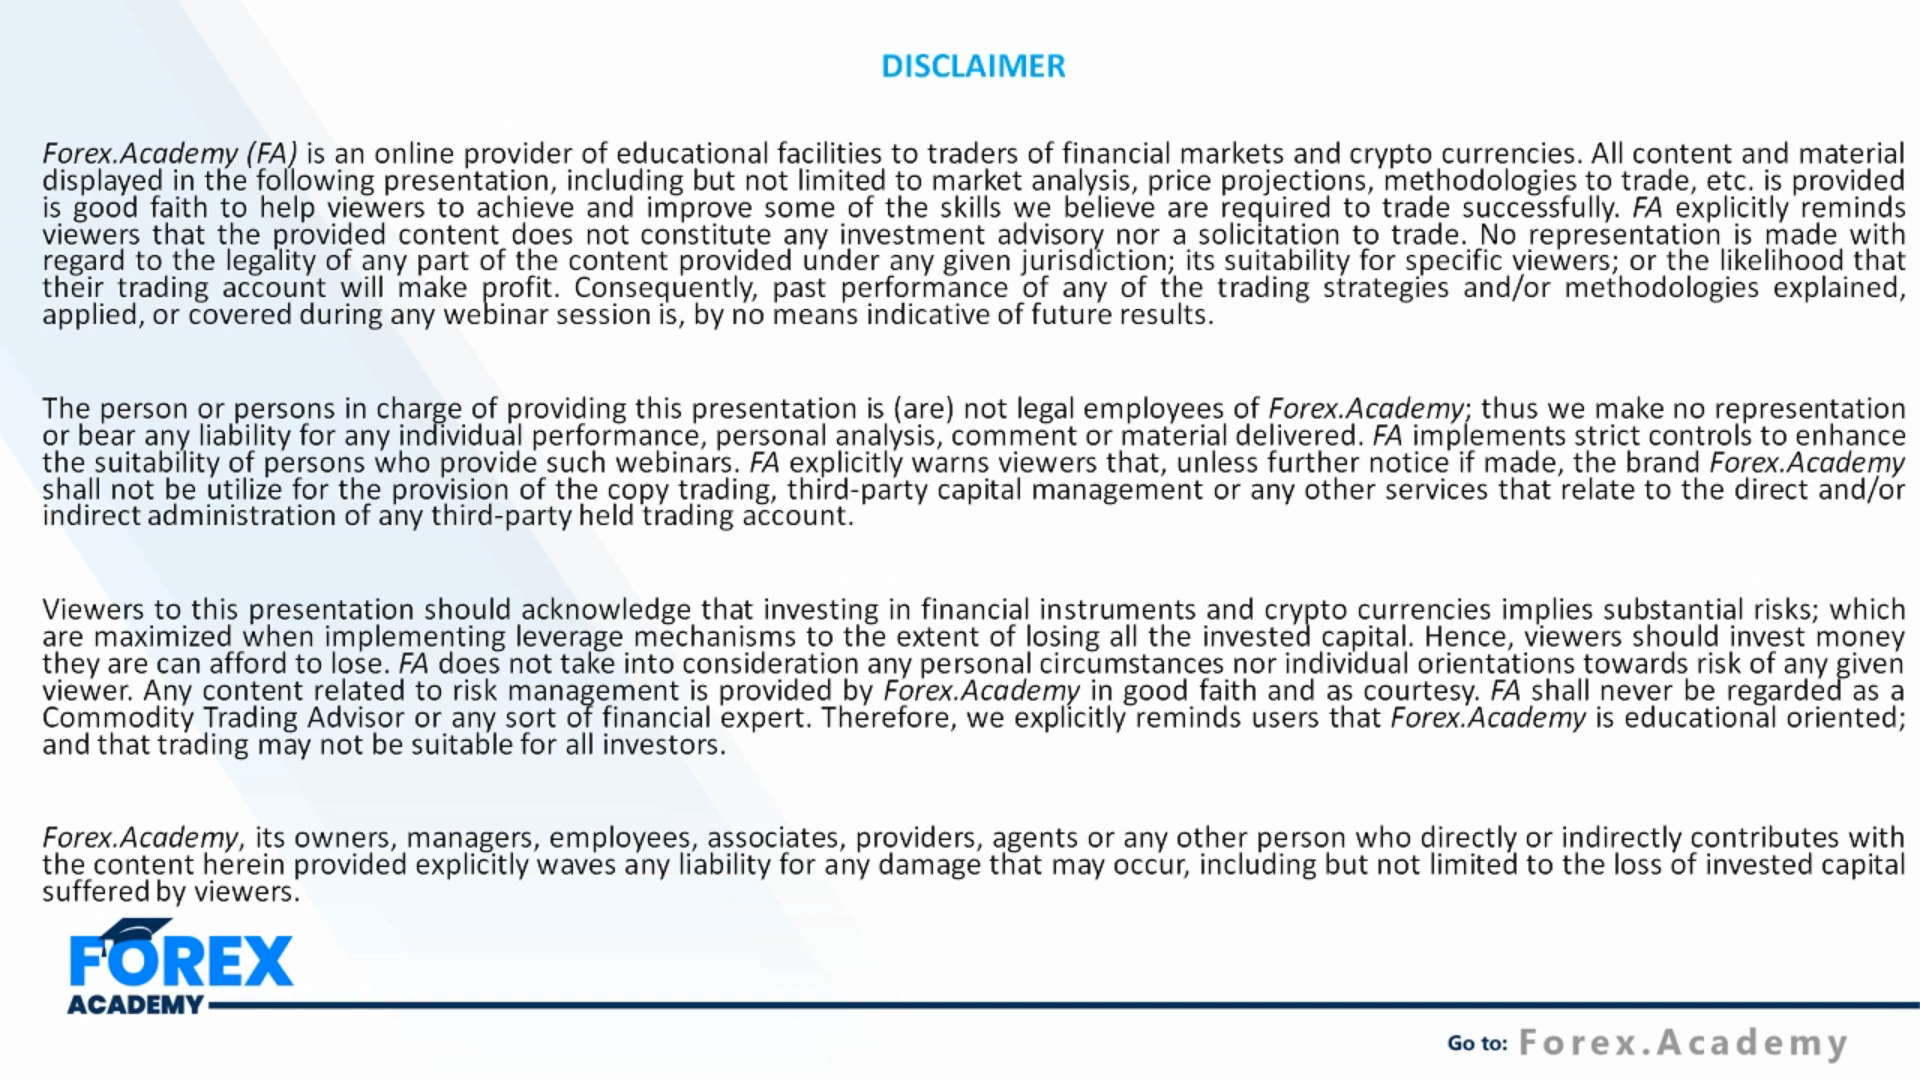 DISCLAIMER
Forex.Academy (FA) is an online provider of educational facilities to traders of financial markets and crypto currencies. All content and material
displayed in the following presentation, including but not limited to market analysis, price projections, methodologies to trade, etc. is provided
is good faith to help viewers to achieve and improve some of the skills we believe are required to trade successfully. FA explicitly reminds
viewers that the provided content does not constitute any investment advisory nor a solicitation to trade. No representation is made with
regard to the legality of any part of the content provided under any given jurisdiction; its suitability for specific viewers; or the likelihood that
their trading account will make profit. Consequently, past performance of any of the trading strategies and/or methodologies explained,
applied, or covered during any webinar session is, by no means indicative of future results.
The person or persons in charge of providing this presentation is (are) not legal employees of Forex.Academy; thus we make no representation
or bear any liability for any individual performance, personal analysis, comment or material delivered. FA implements strict controls to enhance
the suitability of persons who provide such webinars. FA explicitly warns viewers that, unless further notice if made, the brand Forex.Academy
shall not be utilize for the provision of the copy trading, third-party capital management or any other services that relate to the direct and/or
indirect administration of any third-party held trading account.
Viewers to this presentation should acknowledge that investing in financial instruments and crypto currencies implies substantial risks; which
are maximized when implementing leverage mechanisms to the extent of losing all the invested capital. Hence, viewers should invest money
they are can afford to lose. FA does not take into consideration any personal circumstances nor individual orientations towards risk of any given
viewer. Any content related to risk management is provided by Forex.Academy in good faith and as courtesy. FA shall never be regarded as a
Commodity Trading Advisor or any sort of financial expert. Therefore, we explicitly reminds users that Forex.Academy is educational oriented;
and that trading may not be suitable for all investors.
Forex.Academy, its owners, managers, employees, associates, providers, agents or any other person who directly or indirectly contributes with
the content herein provided explicitly waves any liability for any damage that may occur, including but not limited to the loss of invested capital
suffered by viewers.
FOREX
ACADEMY
Go to: Forex.Academy